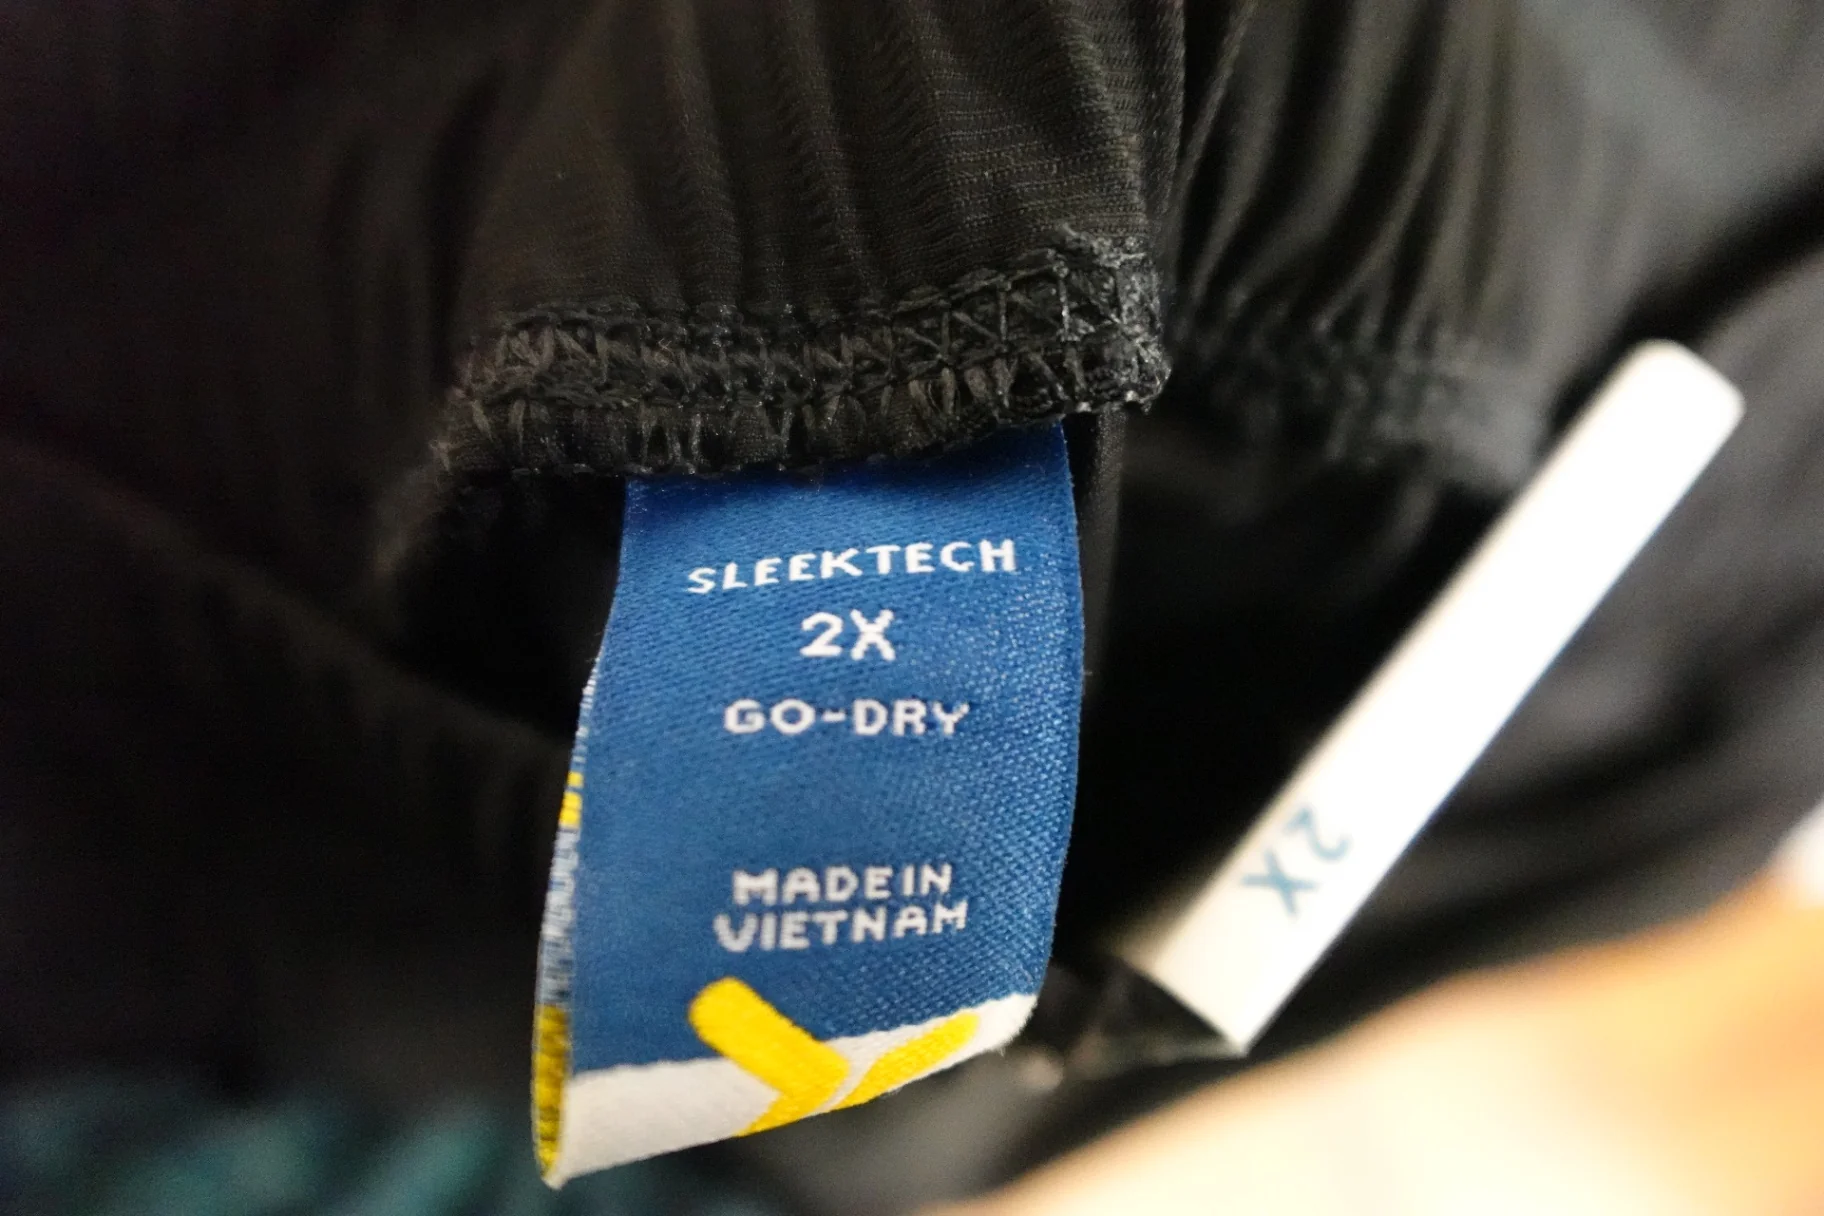 SLEEKTECH
2X
GO-DRY
MADE IN
VIETNAM
2X